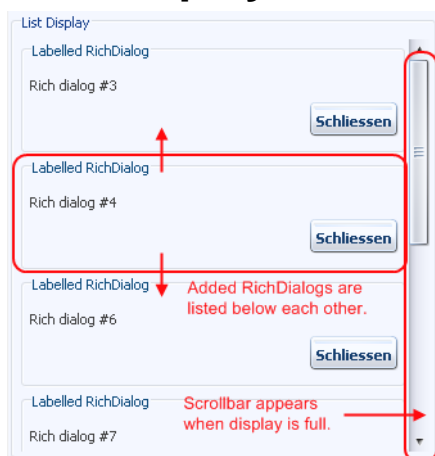 List Display
Labelled RichDialog
Rich dialog #3
Schliessen
Labelled RichDialog
Rich dialog #4
Schliessen
Added RichDialogs are
listed below each other.
Labelled RichDialog
Rich dialog #6
Schliessen
Labelled RichDialog
Rich dialog #7
Scrollbar appears
when display is full.